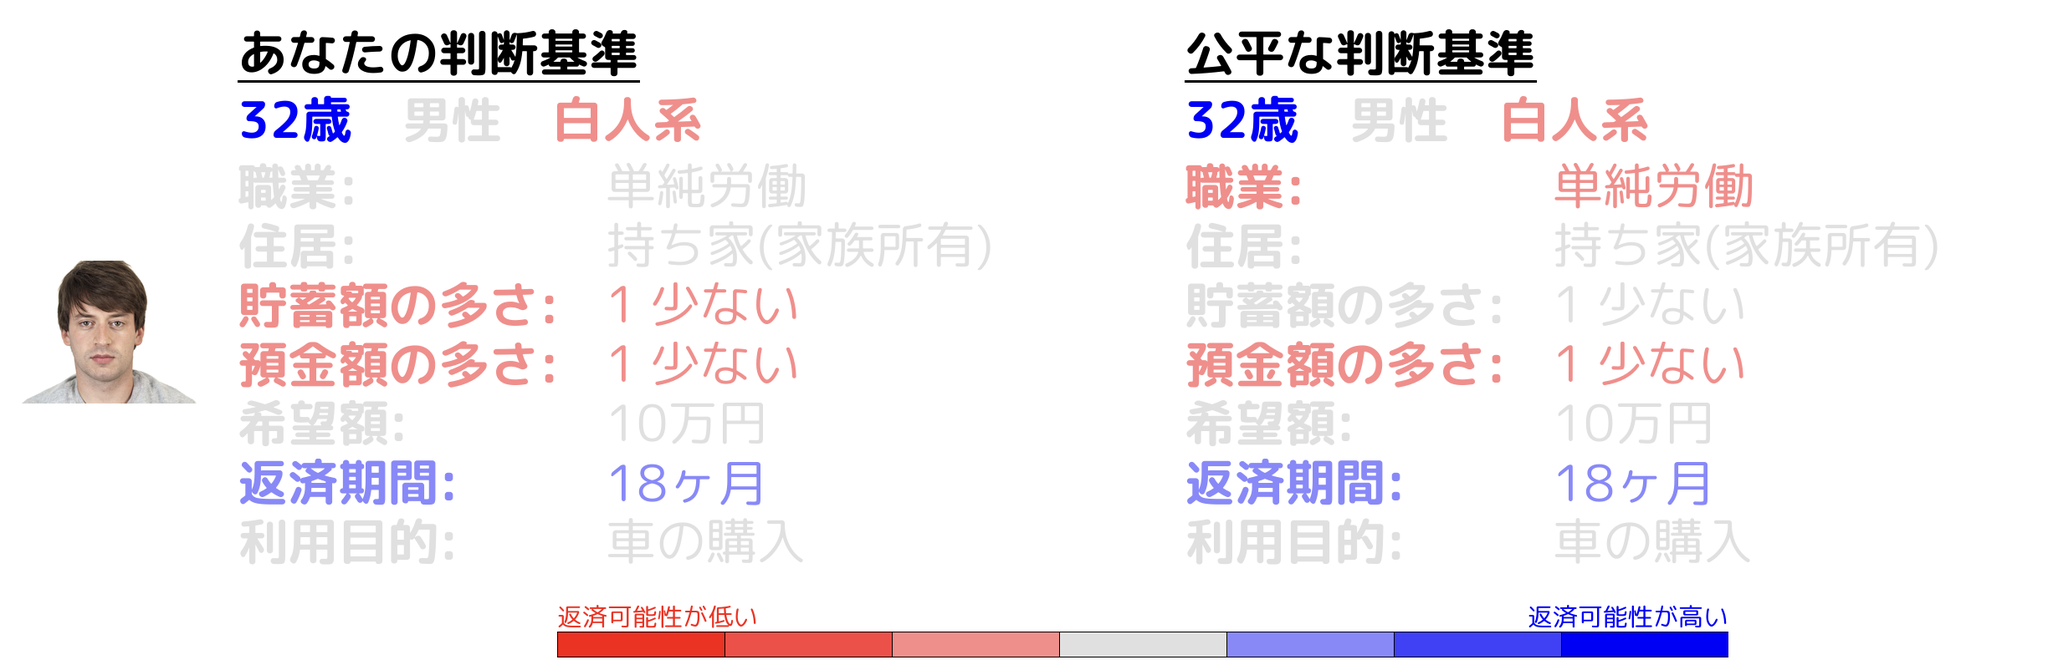 あなたの判断基準
32歳 男性 白人系
職業: 単純労働
住居: 持ち家(家族所有)
貯蓄額の多さ: 1 少ない
預金額の多さ: 1 少ない
希望額: 10万円
返済期間: 18ヶ月
利用目的: 車の購入
公平な判断基準
32歳 男性 白人系
職業: 単純労働
住居: 持ち家(家族所有)
貯蓄額の多さ: 1 少ない
預金額の多さ: 1 少ない
希望額: 10万円
返済期間: 18ヶ月
利用目的: 車の購入
返済可能性が低い
返済可能性が高い